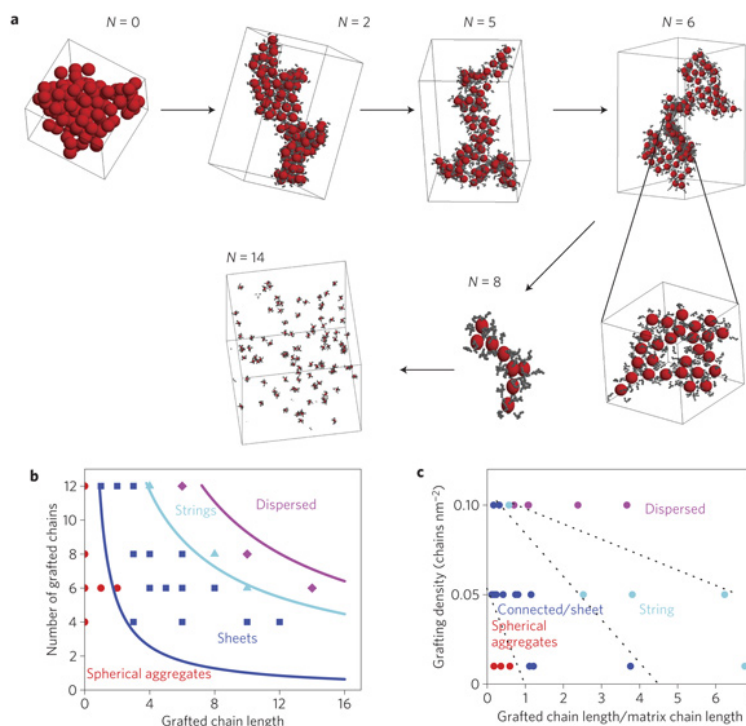 a
N = 0
N = 2
N = 5
N = 6
N = 14
N = 8
b
Number of grafted chains
12
8
6
4
0
0
4
8
12
16
Grafted chain length
Strings
Dispersed
Sheets
Spherical aggregates
c
Grafting density (chains nm⁻²)
0.10
0.05
0
0
1
2
3
4
5
6
Grafted chain length/matrix chain length
Dispersed
Connected/sheet
String
Spherical
aggregates